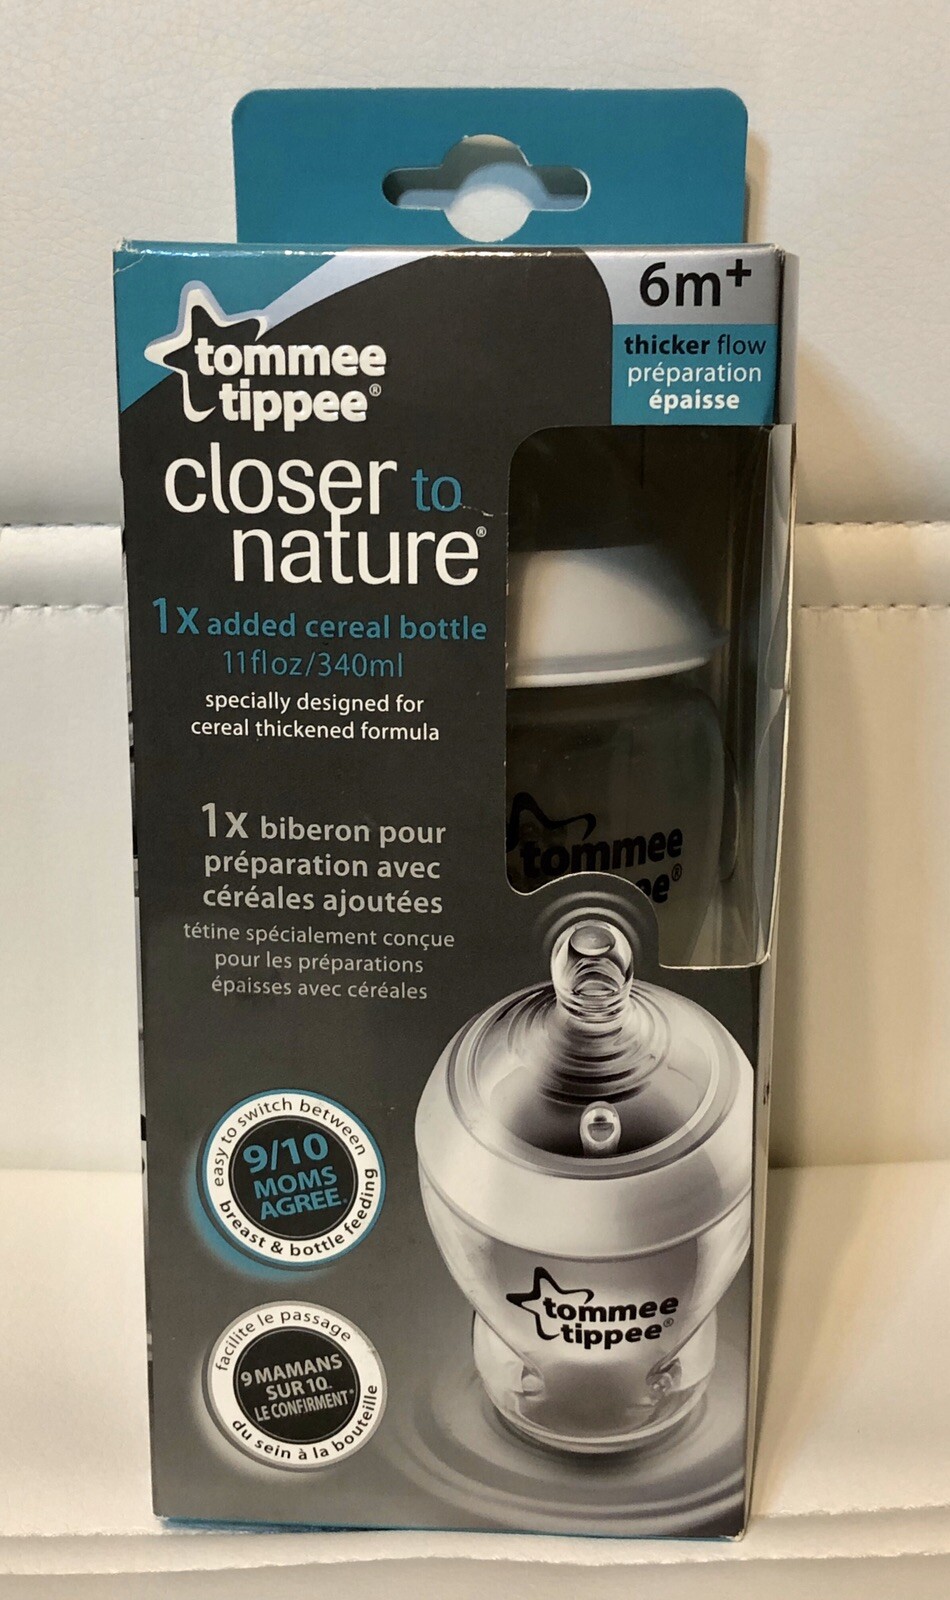 6m+
thicker flow
préparation
épaisse
tommee
tippee®
closer to
nature®
1x added cereal bottle
11floz/340ml
specially designed for
cereal thickened formula
1x biberon pour
préparation avec
céréales ajoutées
tétine spécialement conçue
pour les préparations
épaisses avec céréales
tommee
ee®
easy to switch between
9/10
MOMS
AGREE*
breast & bottle feeding
tommee
tippee®
facilite le passage
9 MAMANS
SUR 10
LE CONFIRMENT*
du sein à la bouteille